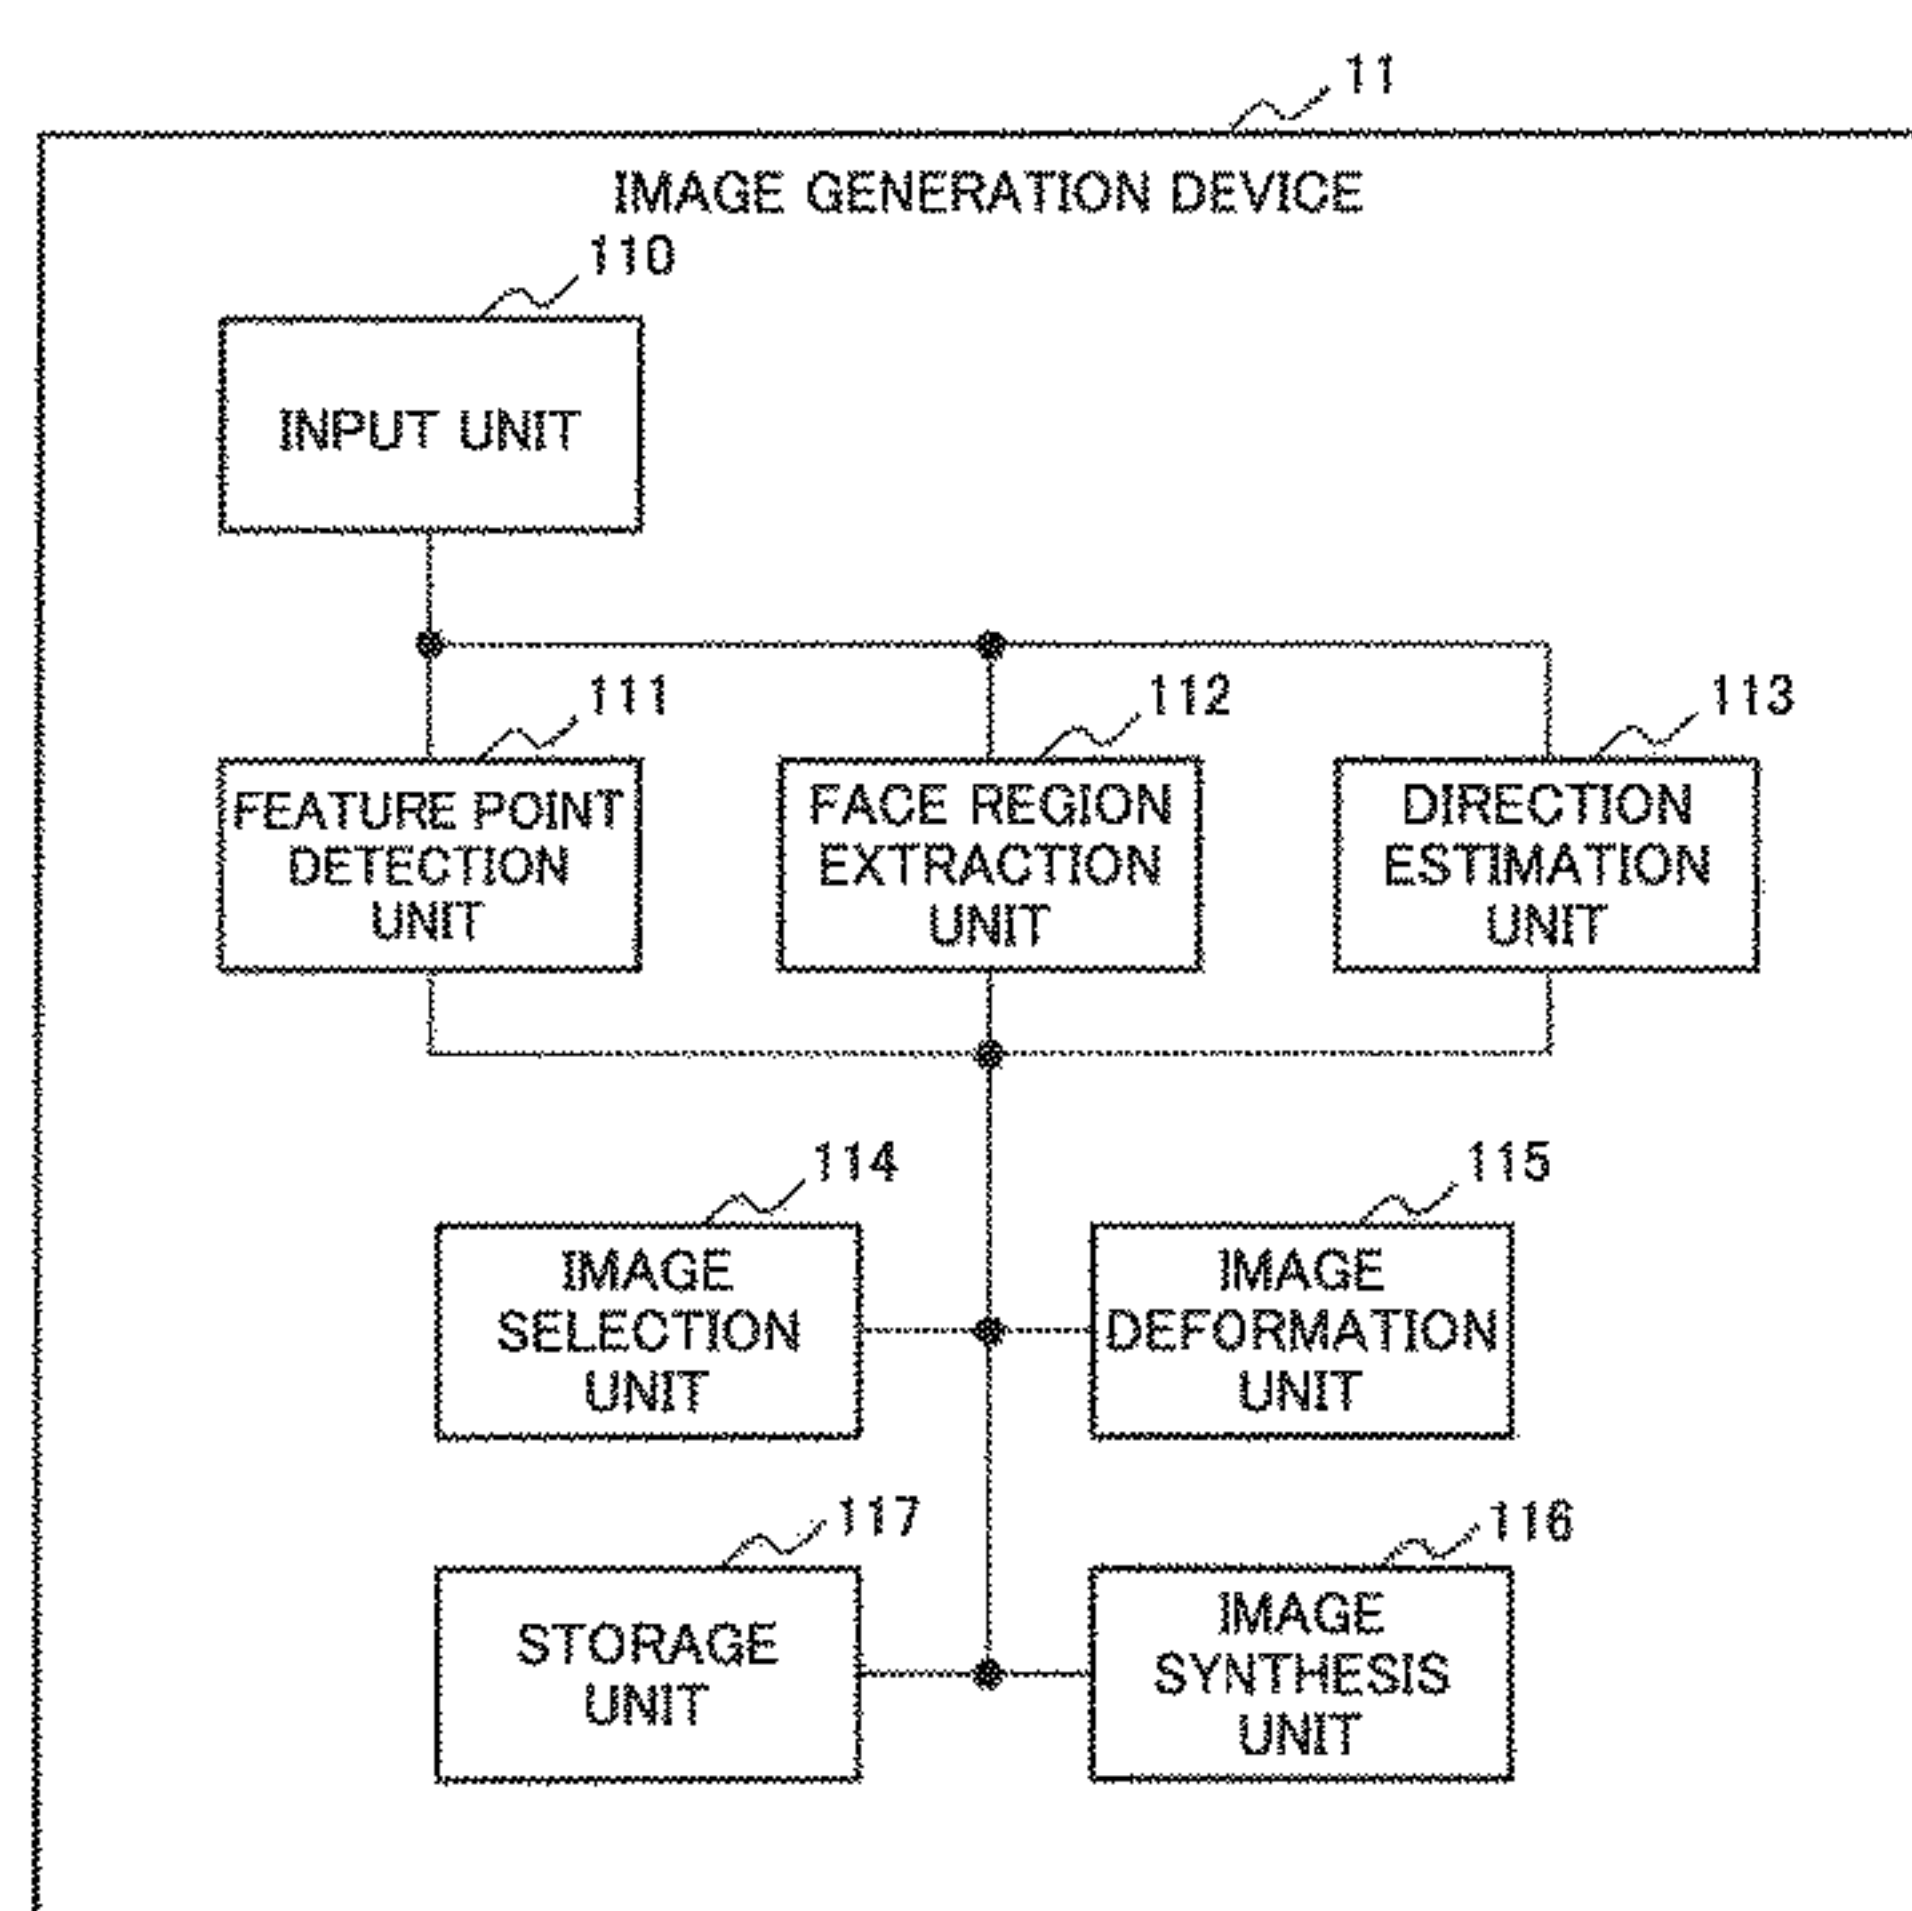 11
IMAGE GENERATION DEVICE
110
INPUT UNIT
111
112
113
FEATURE POINT
DETECTION
UNIT
FACE REGION
EXTRACTION
UNIT
DIRECTION
ESTIMATION
UNIT
114
115
IMAGE
SELECTION
UNIT
IMAGE
DEFORMATION
UNIT
117
116
STORAGE
UNIT
IMAGE
SYNTHESIS
UNIT